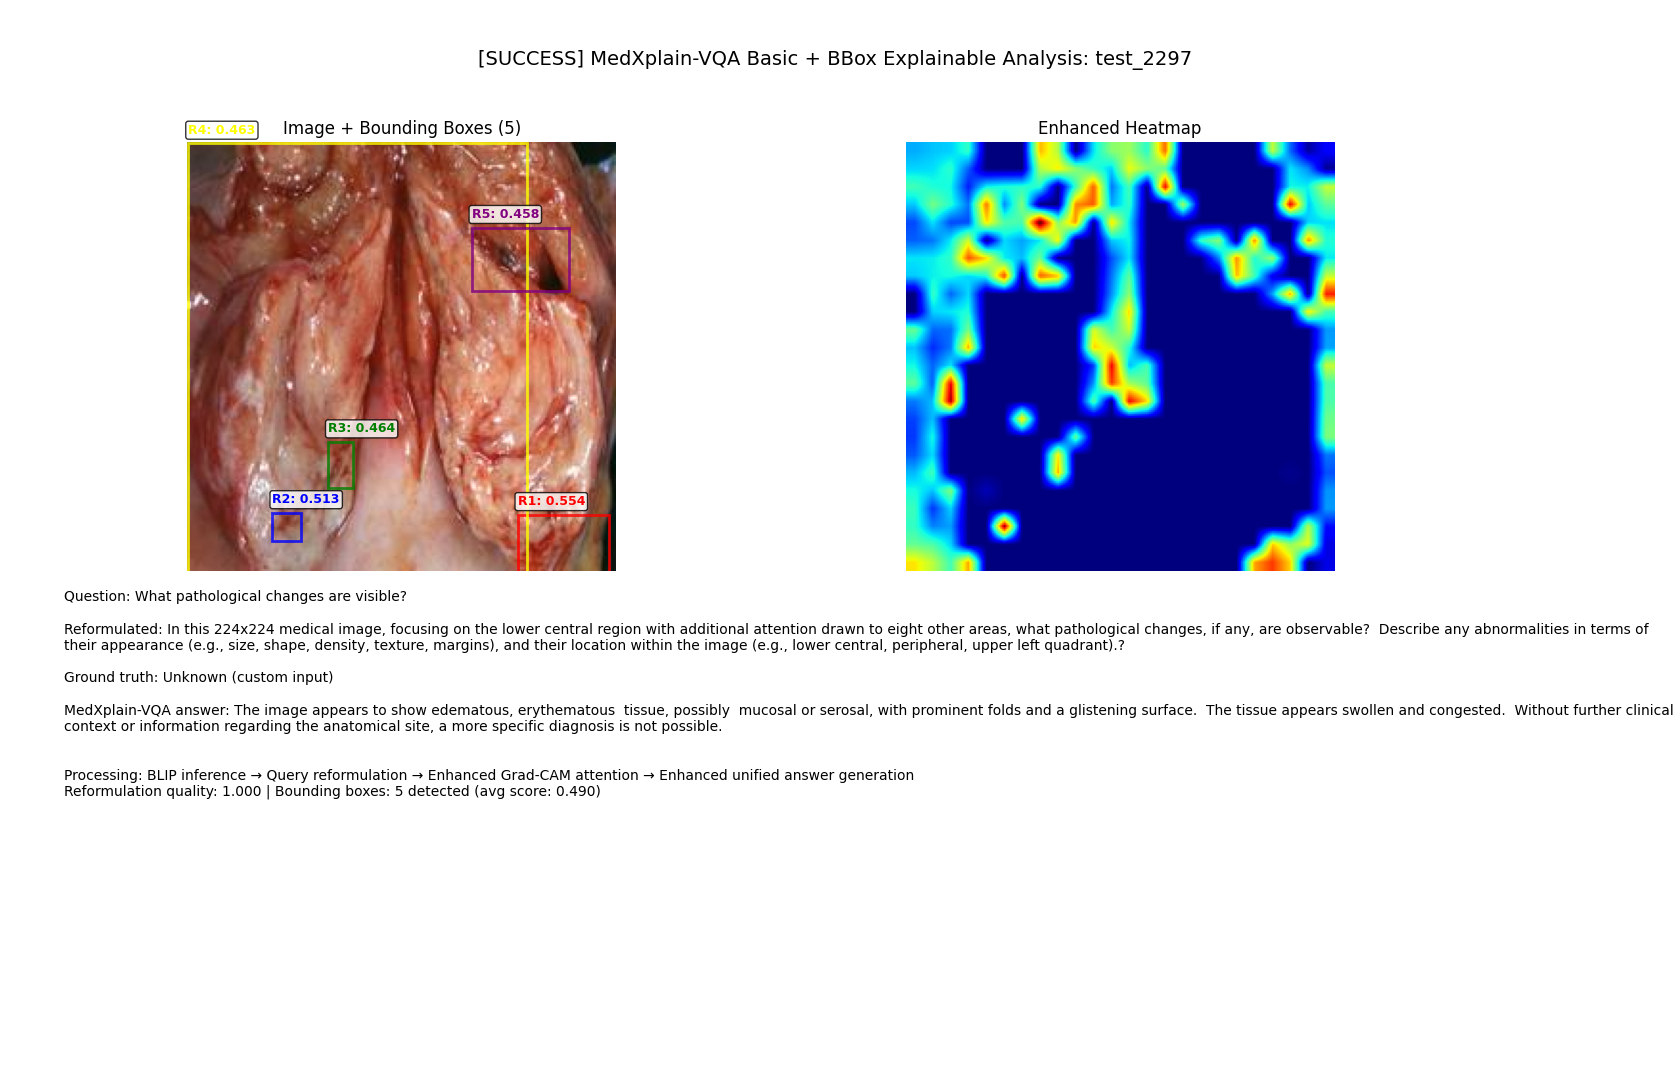 [SUCCESS] MedXplain-VQA Basic + BBox Explainable Analysis: test_2297
Image + Bounding Boxes (5)
Enhanced Heatmap
R4: 0.463
R5: 0.458
R3: 0.464
R2: 0.513
R1: 0.554
Question: What pathological changes are visible?
Reformulated: In this 224x224 medical image, focusing on the lower central region with additional attention drawn to eight other areas, what pathological changes, if any, are observable?  Describe any abnormalities in terms of
their appearance (e.g., size, shape, density, texture, margins), and their location within the image (e.g., lower central, peripheral, upper left quadrant).?
Ground truth: Unknown (custom input)
MedXplain-VQA answer: The image appears to show edematous, erythematous  tissue, possibly  mucosal or serosal, with prominent folds and a glistening surface.  The tissue appears swollen and congested.  Without further clinical
context or information regarding the anatomical site, a more specific diagnosis is not possible.
Processing: BLIP inference → Query reformulation → Enhanced Grad-CAM attention → Enhanced unified answer generation
Reformulation quality: 1.000 | Bounding boxes: 5 detected (avg score: 0.490)